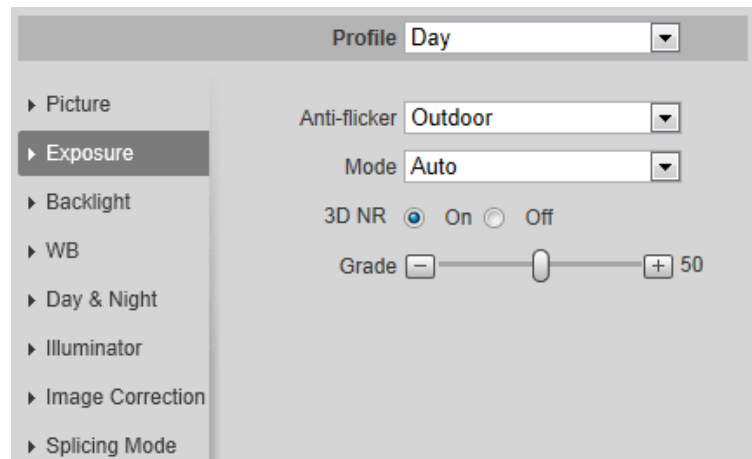 Profile Day
Picture
Exposure
Backlight
WB
Day & Night
Illuminator
Image Correction
Splicing Mode
Anti-flicker Outdoor
Mode Auto
3D NR On Off
Grade 50